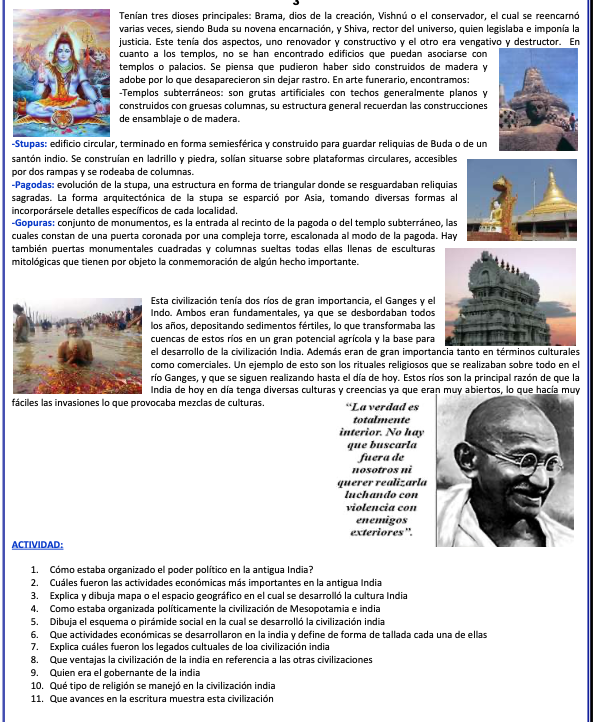 3
Tenían tres dioses principales: Brama, dios de la creación, Vishnú o el conservador, el cual se reencarnó
varias veces, siendo Buda su novena encarnación, y Shiva, rector del universo, quien legislaba e imponía la
justicia. Este tenía dos aspectos, uno renovador y constructivo y el otro era vengativo y destructor. En
cuanto a los templos, no se han encontrado edificios que puedan asociarse con
templos o palacios. Se piensa que pudieron haber sido construidos de madera y
adobe por lo que desaparecieron sin dejar rastro. En arte funerario, encontramos:
-Templos subterráneos: son grutas artificiales con techos generalmente planos y
construidos con gruesas columnas, su estructura general recuerdan las construcciones
de ensamblaje o de madera.
-Stupas: edificio circular, terminado en forma semiesférica y construido para guardar reliquias de Buda o de un
santón indio. Se construían en ladrillo y piedra, solían situarse sobre plataformas circulares, accesibles
por dos rampas y se rodeaba de columnas.
-Pagodas: evolución de la stupa, una estructura en forma de triangular donde se resguardaban reliquias
sagradas. La forma arquitectónica de la stupa se esparció por Asia, tomando diversas formas al
incorporársele detalles específicos de cada localidad.
-Gopuras: conjunto de monumentos, es la entrada al recinto de la pagoda o del templo subterráneo, las
cuales constan de una puerta coronada por una compleja torre, escalonada al modo de la pagoda. Hay
también puertas monumentales cuadradas y columnas sueltas todas ellas llenas de esculturas
mitológicas que tienen por objeto la conmemoración de algún hecho importante.
Esta civilización tenía dos ríos de gran importancia, el Ganges y el
Indo. Ambos eran fundamentales, ya que se desbordaban todos
los años, depositando sedimentos fértiles, lo que transformaba las
cuencas de estos ríos en un gran potencial agrícola y la base para
el desarrollo de la civilización India. Además eran de gran importancia tanto en términos culturales
como comerciales. Un ejemplo de esto son los rituales religiosos que se realizaban sobre todo en el
río Ganges, y que se siguen realizando hasta el día de hoy. Estos ríos son la principal razón de que la
India de hoy en día tenga diversas culturas y creencias ya que eran muy abiertos, lo que hacía muy
fáciles las invasiones lo que provocaba mezclas de culturas.
“La verdad es
totalmente
interior. No hay
que buscarla
fuera de
nosotros ni
querer realizarla
luchando con
violencia con
enemigos
exteriores”.
ACTIVIDAD:
1. Cómo estaba organizado el poder político en la antigua India?
2. Cuáles fueron las actividades económicas más importantes en la antigua India
3. Explica y dibuja mapa o el espacio geográfico en el cual se desarrolló la cultura India
4. Como estaba organizada políticamente la civilización de Mesopotamia e india
5. Dibuja el esquema o pirámide social en la cual se desarrolló la civilización india
6. Que actividades económicas se desarrollaron en la india y define de forma de tallada cada una de ellas
7. Explica cuáles fueron los legados cultuales de loa civilización india
8. Que ventajas la civilización de la india en referencia a las otras civilizaciones
9. Quien era el gobernante de la india
10. Qué tipo de religión se manejó en la civilización india
11. Que avances en la escritura muestra esta civilización